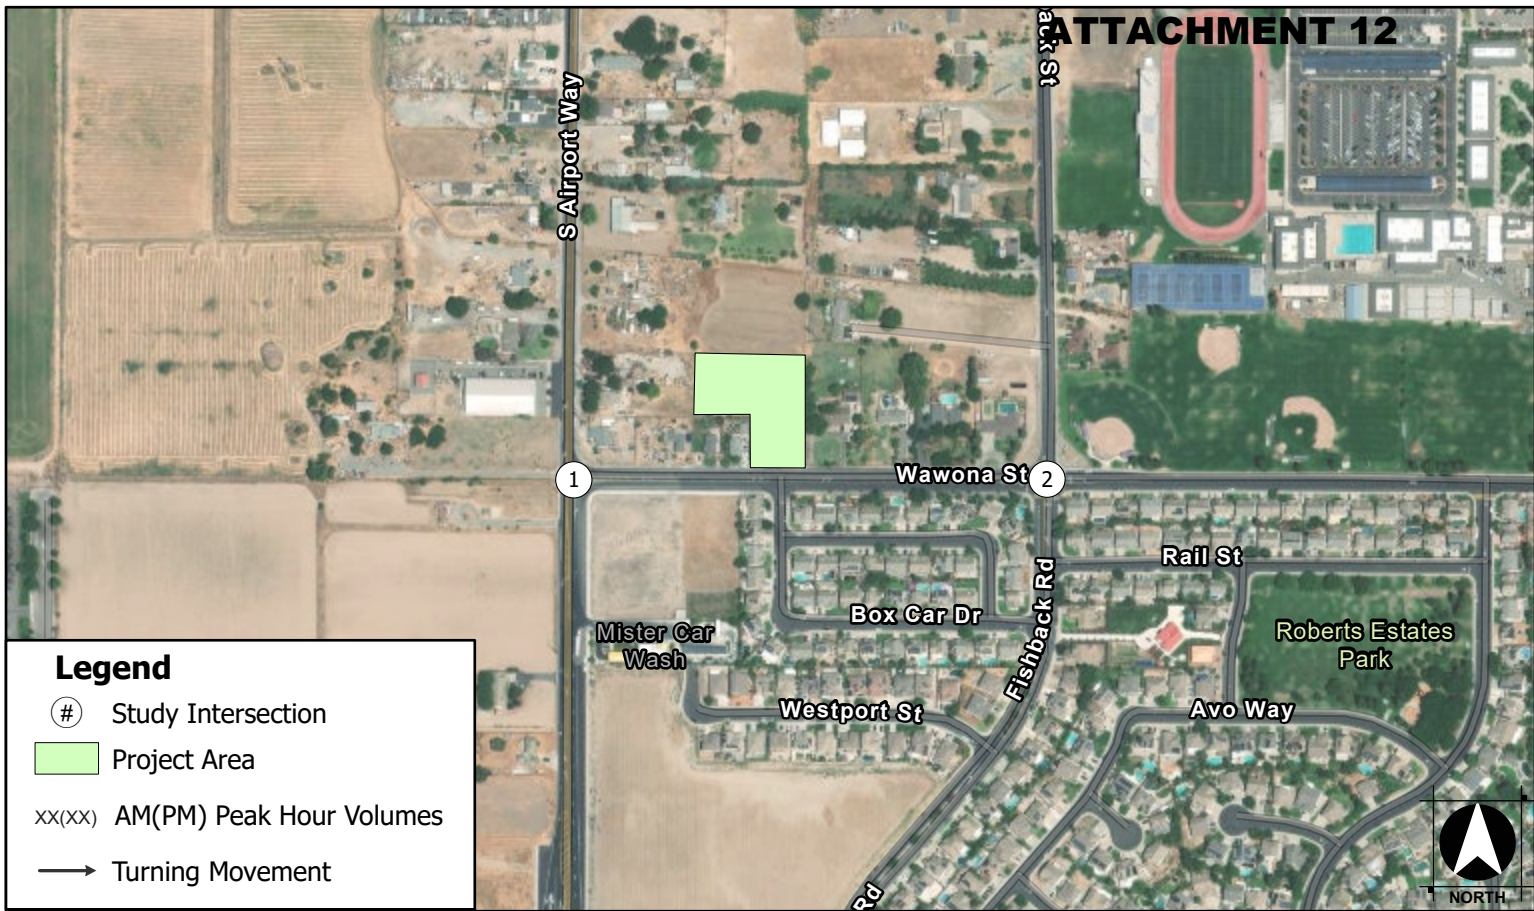 ATTACHMENT 12
ack St
S Airport Way
1
Wawona St
2
Rail St
Box Car Dr
Fishback Rd
Mister Car
Wash
Roberts Estates
Park
Westport St
Avo Way
Rd
Legend
# Study Intersection
Project Area
XX(XX) AM(PM) Peak Hour Volumes
Turning Movement
NORTH